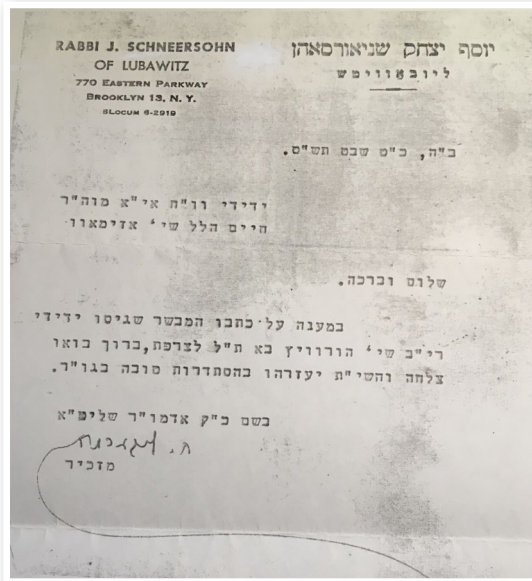 RABBI J. SCHNEERSOHN
OF LUBAWITZ
770 EASTERN PARKWAY
BROOKLYN 13, N. Y.
SLOCUM 6-2919
יוסף יצחק שניאורסאהן
ליובאוויטש
ב"ה, כ"ט שבט תש"ט.
ידידי וו"ח אי"א מוה"ר
חיים הלל שי' אזימאוו
שלום וברכה.
במענה על כתבו המבשר שגיסו ידידי
רי"ב שי' הורוויץ בא ת"ל לצרפת, ברוך בואו
צלחה והשי"ת יעזרהו בהסתדרות טובה בגו"ר.
בשם כ"ק אדמו"ר שליט"א
מזכיר